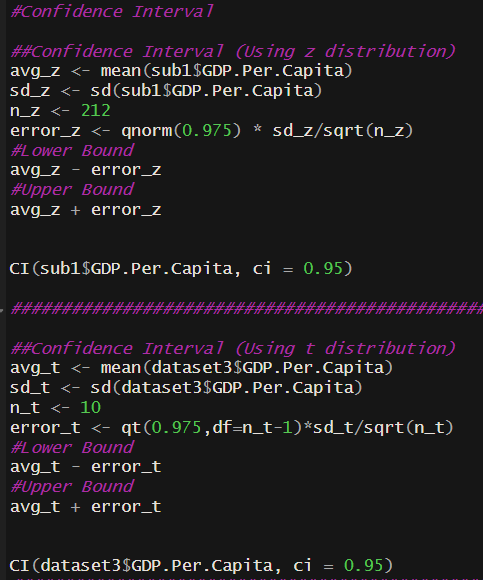 #Confidence Interval
##Confidence Interval (Using z distribution)
avg_z <- mean(sub1$GDP.Per.Capita)
sd_z <- sd(sub1$GDP.Per.Capita)
n_z <- 212
error_z <- qnorm(0.975) * sd_z/sqrt(n_z)
#Lower Bound
avg_z - error_z
#Upper Bound
avg_z + error_z
CI(sub1$GDP.Per.Capita, ci = 0.95)
################################################
##Confidence Interval (Using t distribution)
avg_t <- mean(dataset3$GDP.Per.Capita)
sd_t <- sd(dataset3$GDP.Per.Capita)
n_t <- 10
error_t <- qt(0.975,df=n_t-1)*sd_t/sqrt(n_t)
#Lower Bound
avg_t - error_t
#Upper Bound
avg_t + error_t
CI(dataset3$GDP.Per.Capita, ci = 0.95)